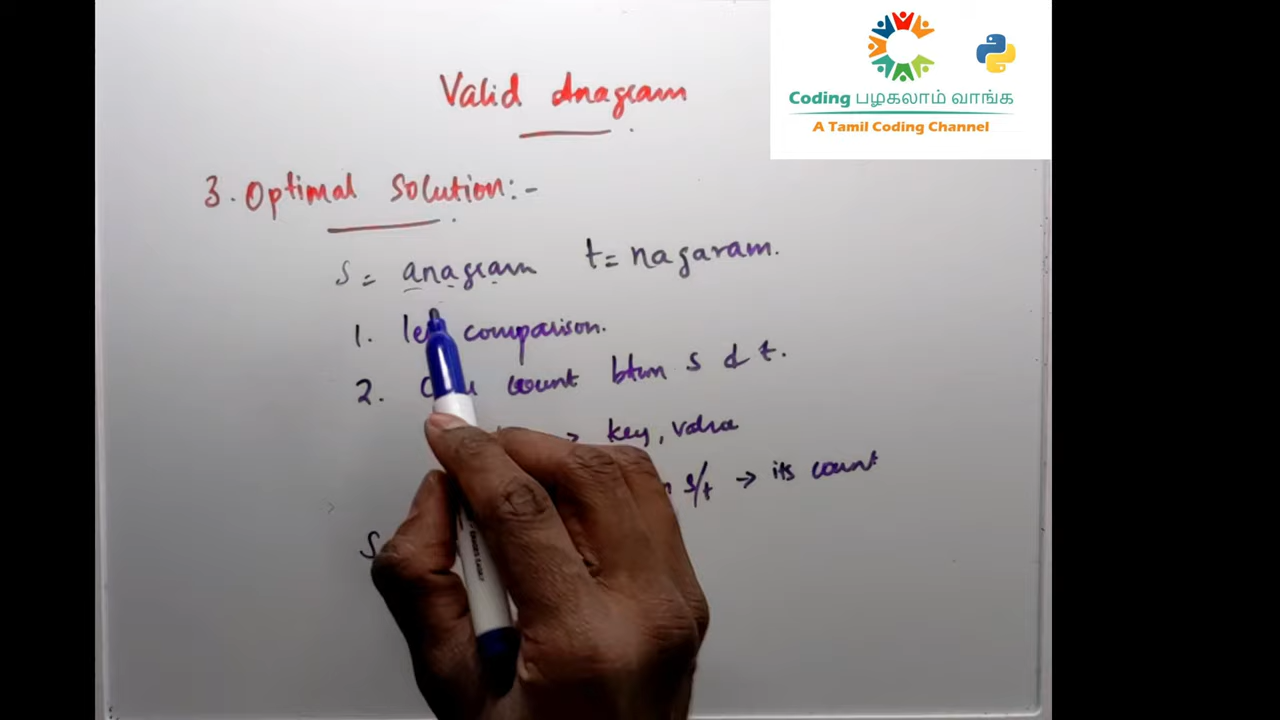 Coding பழகலாம் வாங்க
A Tamil Coding Channel
Valid Anagram
3. Optimal Solution:-
S = anagram t = nagaram.
1. comparison.
2. count btwn s & t.
→ key, value
s/t → its count
S